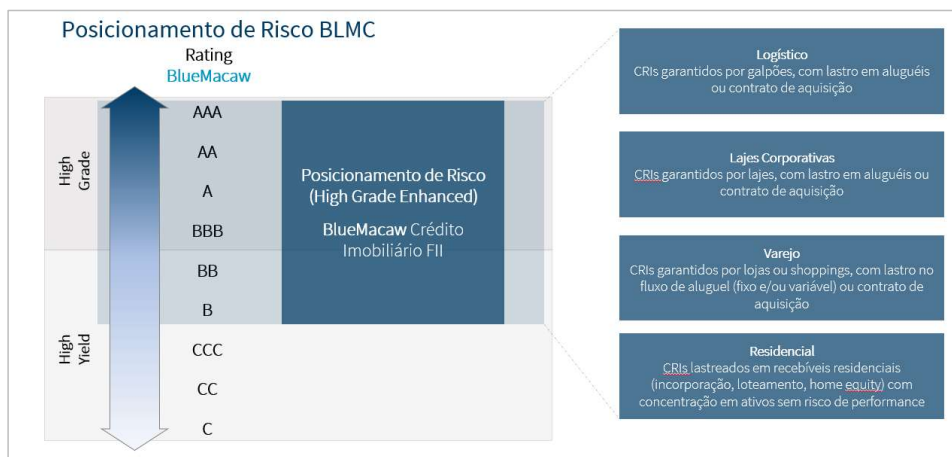 Posicionamento de Risco BLMC
Rating
BlueMacaw
High
Grade
High
Yield
AAA
AA
A
BBB
BB
B
CCC
CC
C
Posicionamento de Risco
(High Grade Enhanced)
BlueMacaw Crédito
Imobiliário FII
Logístico
CRIs garantidos por galpões, com lastro em aluguéis
ou contrato de aquisição
Lajes Corporativas
CRIs garantidos por lajes, com lastro em aluguéis ou
contrato de aquisição
Varejo
CRIs garantidos por lojas ou shoppings, com lastro no
fluxo de aluguel (fixo e/ou variável) ou contrato de
aquisição
Residencial
CRIs lastreados em recebíveis residenciais
(incorporação, loteamento, home equity) com
concentração em ativos sem risco de performance